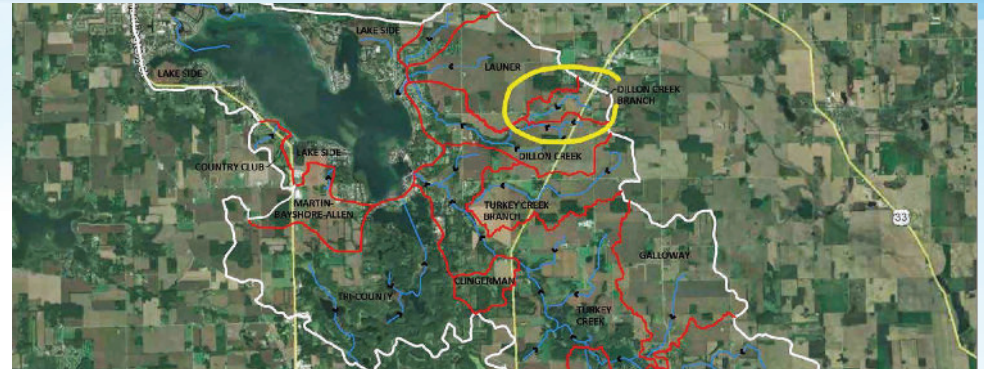 LAKE SIDE
LAKE SIDE
LAUNER
DILLON CREEK
BRANCH
LAKE SIDE
DILLON CREEK
COUNTRY CLUB
MARTIN-
BAYSHORE-ALLEN
TURKEY CREEK
BRANCH
33
GALLOWAY
CLINGERMAN
TRI-COUNTY
TURKEY
CREEK